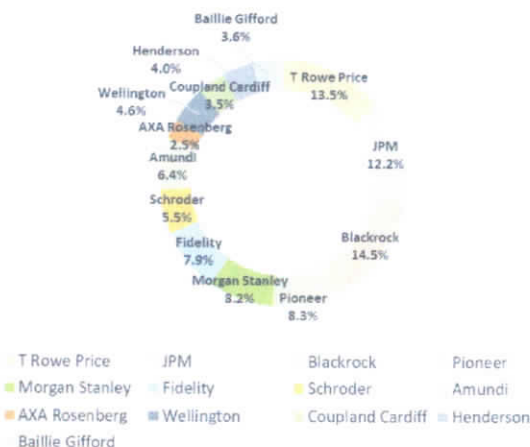 Baillie Gifford
3.6%
Henderson
4.0%
T Rowe Price
13.5%
Coupland Cardiff
3.5%
Wellington
4.6%
AXA Rosenberg
2.5%
JPM
12.2%
Amundi
6.4%
Schroder
5.5%
Blackrock
14.5%
Fidelity
7.9%
Morgan Stanley
8.2%
Pioneer
8.3%
T Rowe Price JPM Blackrock Pioneer
Morgan Stanley Fidelity Schroder Amundi
AXA Rosenberg Wellington Coupland Cardiff Henderson
Baillie Gifford